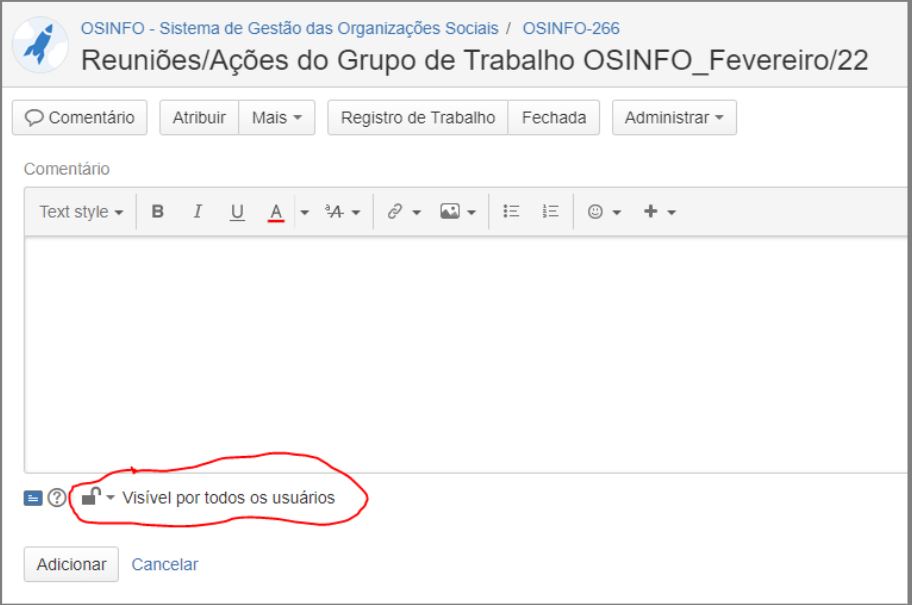 OSINFO - Sistema de Gestão das Organizações Sociais / OSINFO-266
Reuniões/Ações do Grupo de Trabalho OSINFO_Fevereiro/22
Comentário Atribuir Mais Registro de Trabalho Fechada Administrar
Comentário
Text style B I U A ªA
Visível por todos os usuários
Adicionar Cancelar